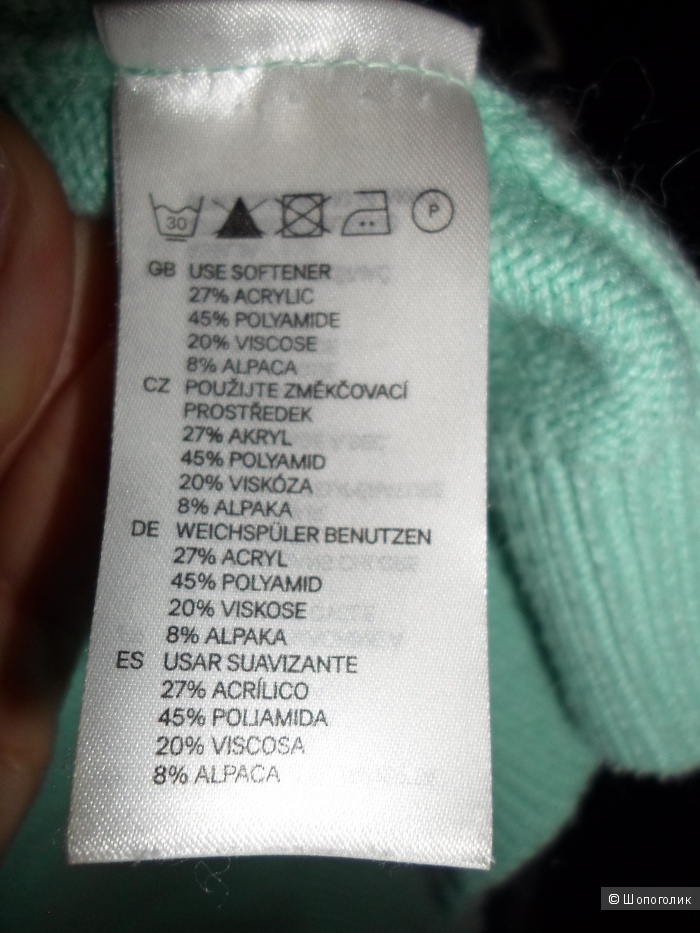 30
P
GB USE SOFTENER
27% ACRYLIC
45% POLYAMIDE
20% VISCOSE
8% ALPACA
CZ POUŽIJTE ZMĚKČOVACÍ
PROSTŘEDEK
27% AKRYL
45% POLYAMID
20% VISKÓZA
8% ALPAKA
DE WEICHSPÜLER BENUTZEN
27% ACRYL
45% POLYAMID
20% VISKOSE
8% ALPAKA
ES USAR SUAVIZANTE
27% ACRÍLICO
45% POLIAMIDA
20% VISCOSA
8% ALPACA
© Шопоголик